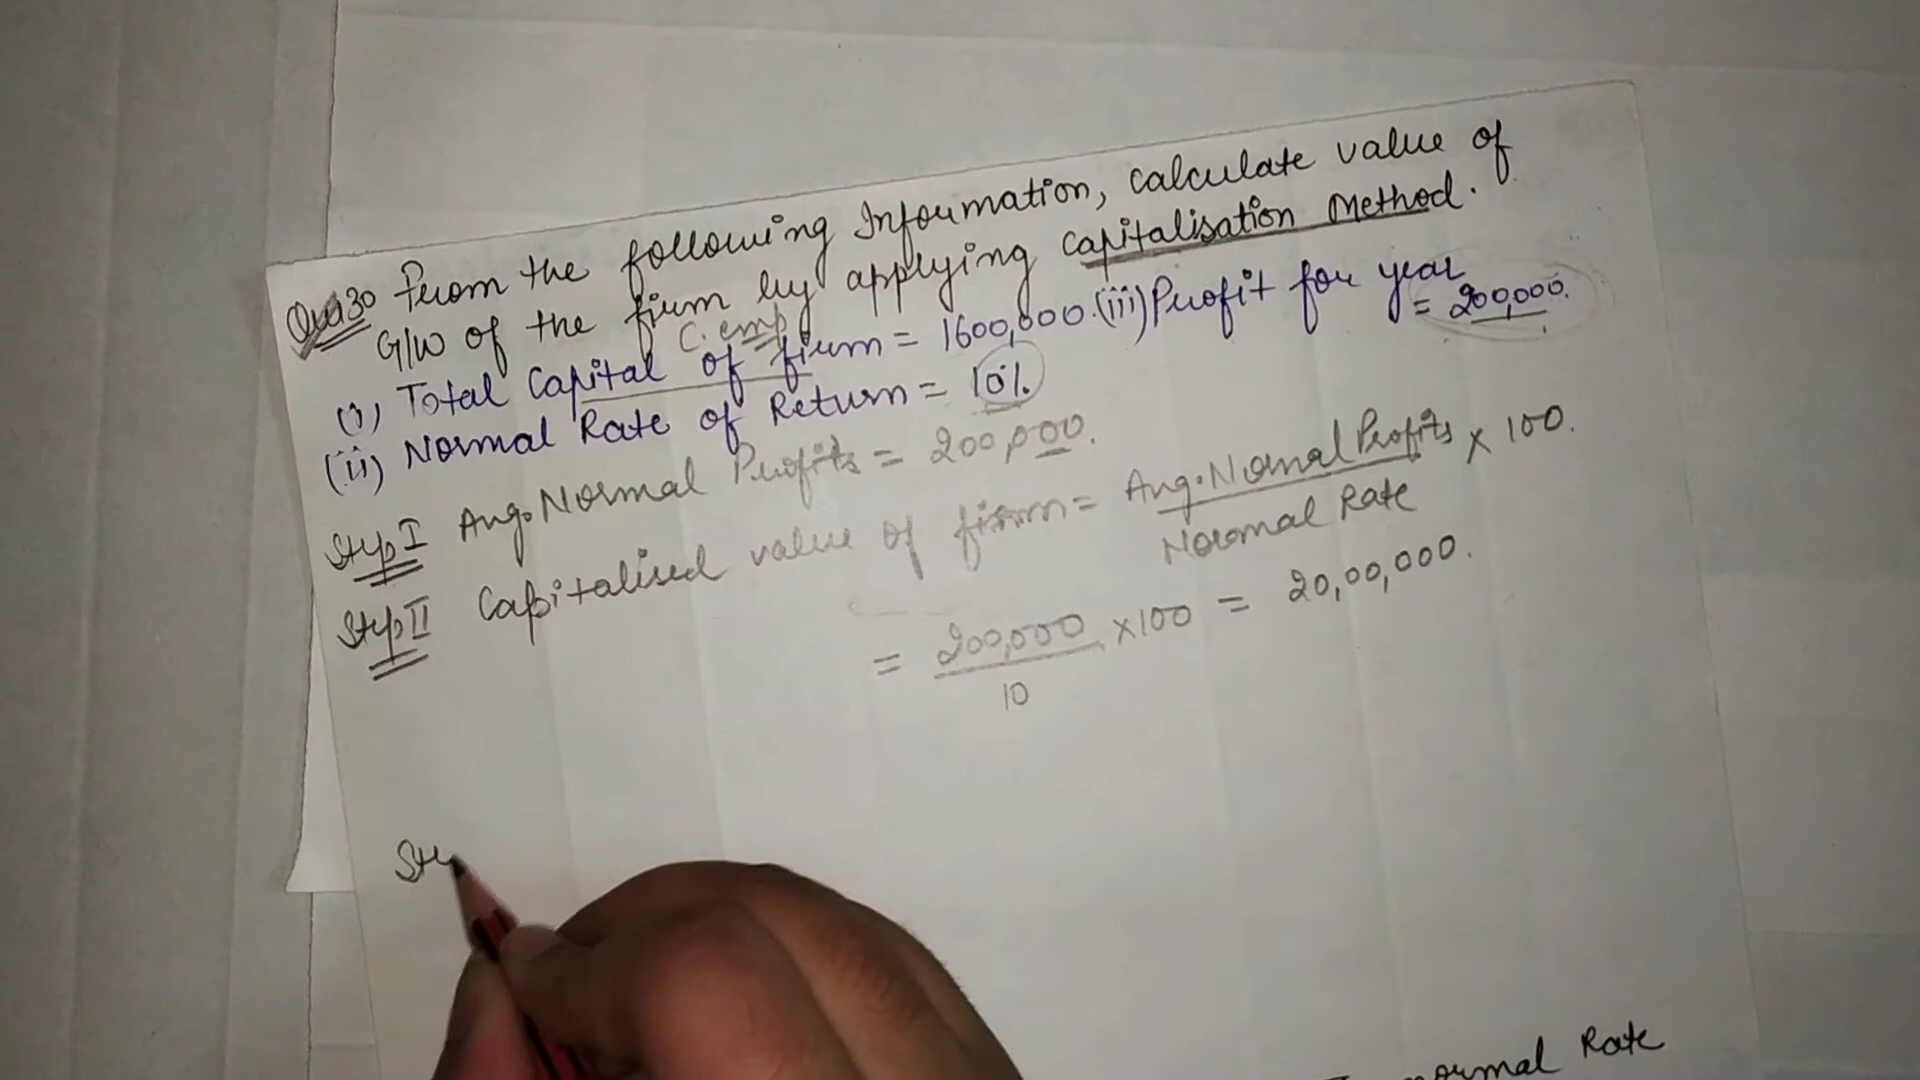 Que 30 From the following Information, calculate value of
G/W of the firm by applying capitalisation Method.
C. emp
(i) Total Capital of firm = 1600,000. (iii) Profit for year
= 200,000.
(ii) Normal Rate of Return = 10%.
Step I Avg. Normal Profits = 200,000.
Step II Capitalised value of firm = Avg. Normal Profits × 100.
Normal Rate
= 200,000 ×100 = 20,00,000.
10
Ste
normal Rate